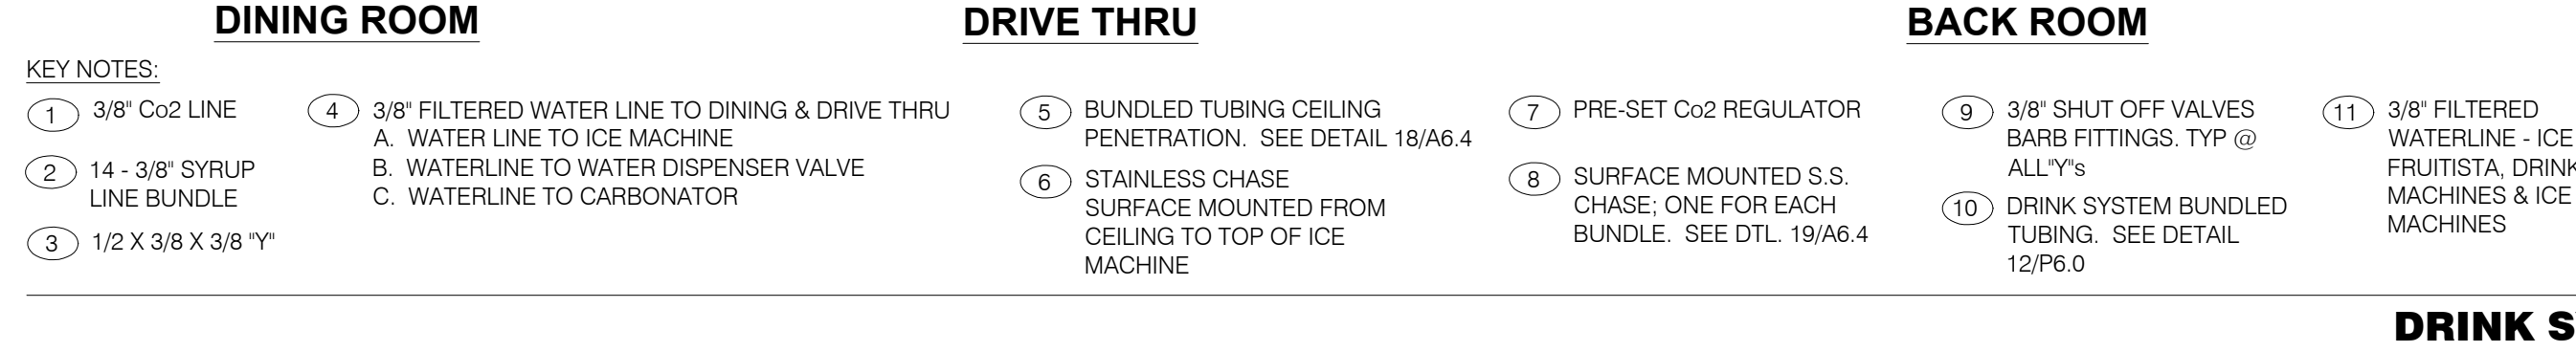 DINING ROOM
DRIVE THRU
BACK ROOM
KEY NOTES:
1 3/8" Co2 LINE
2 14 - 3/8" SYRUP
LINE BUNDLE
3 1/2 X 3/8 X 3/8 "Y"
4 3/8" FILTERED WATER LINE TO DINING & DRIVE THRU
A. WATER LINE TO ICE MACHINE
B. WATERLINE TO WATER DISPENSER VALVE
C. WATERLINE TO CARBONATOR
5 BUNDLED TUBING CEILING
PENETRATION. SEE DETAIL 18/A6.4
6 STAINLESS CHASE
SURFACE MOUNTED FROM
CEILING TO TOP OF ICE
MACHINE
7 PRE-SET Co2 REGULATOR
8 SURFACE MOUNTED S.S.
CHASE; ONE FOR EACH
BUNDLE. SEE DTL. 19/A6.4
9 3/8" SHUT OFF VALVES
BARB FITTINGS. TYP @
ALL"Y"s
10 DRINK SYSTEM BUNDLED
TUBING. SEE DETAIL
12/P6.0
11 3/8" FILTERED
WATERLINE - ICE
FRUITISTA, DRINK
MACHINES & ICE
MACHINES
DRINK S